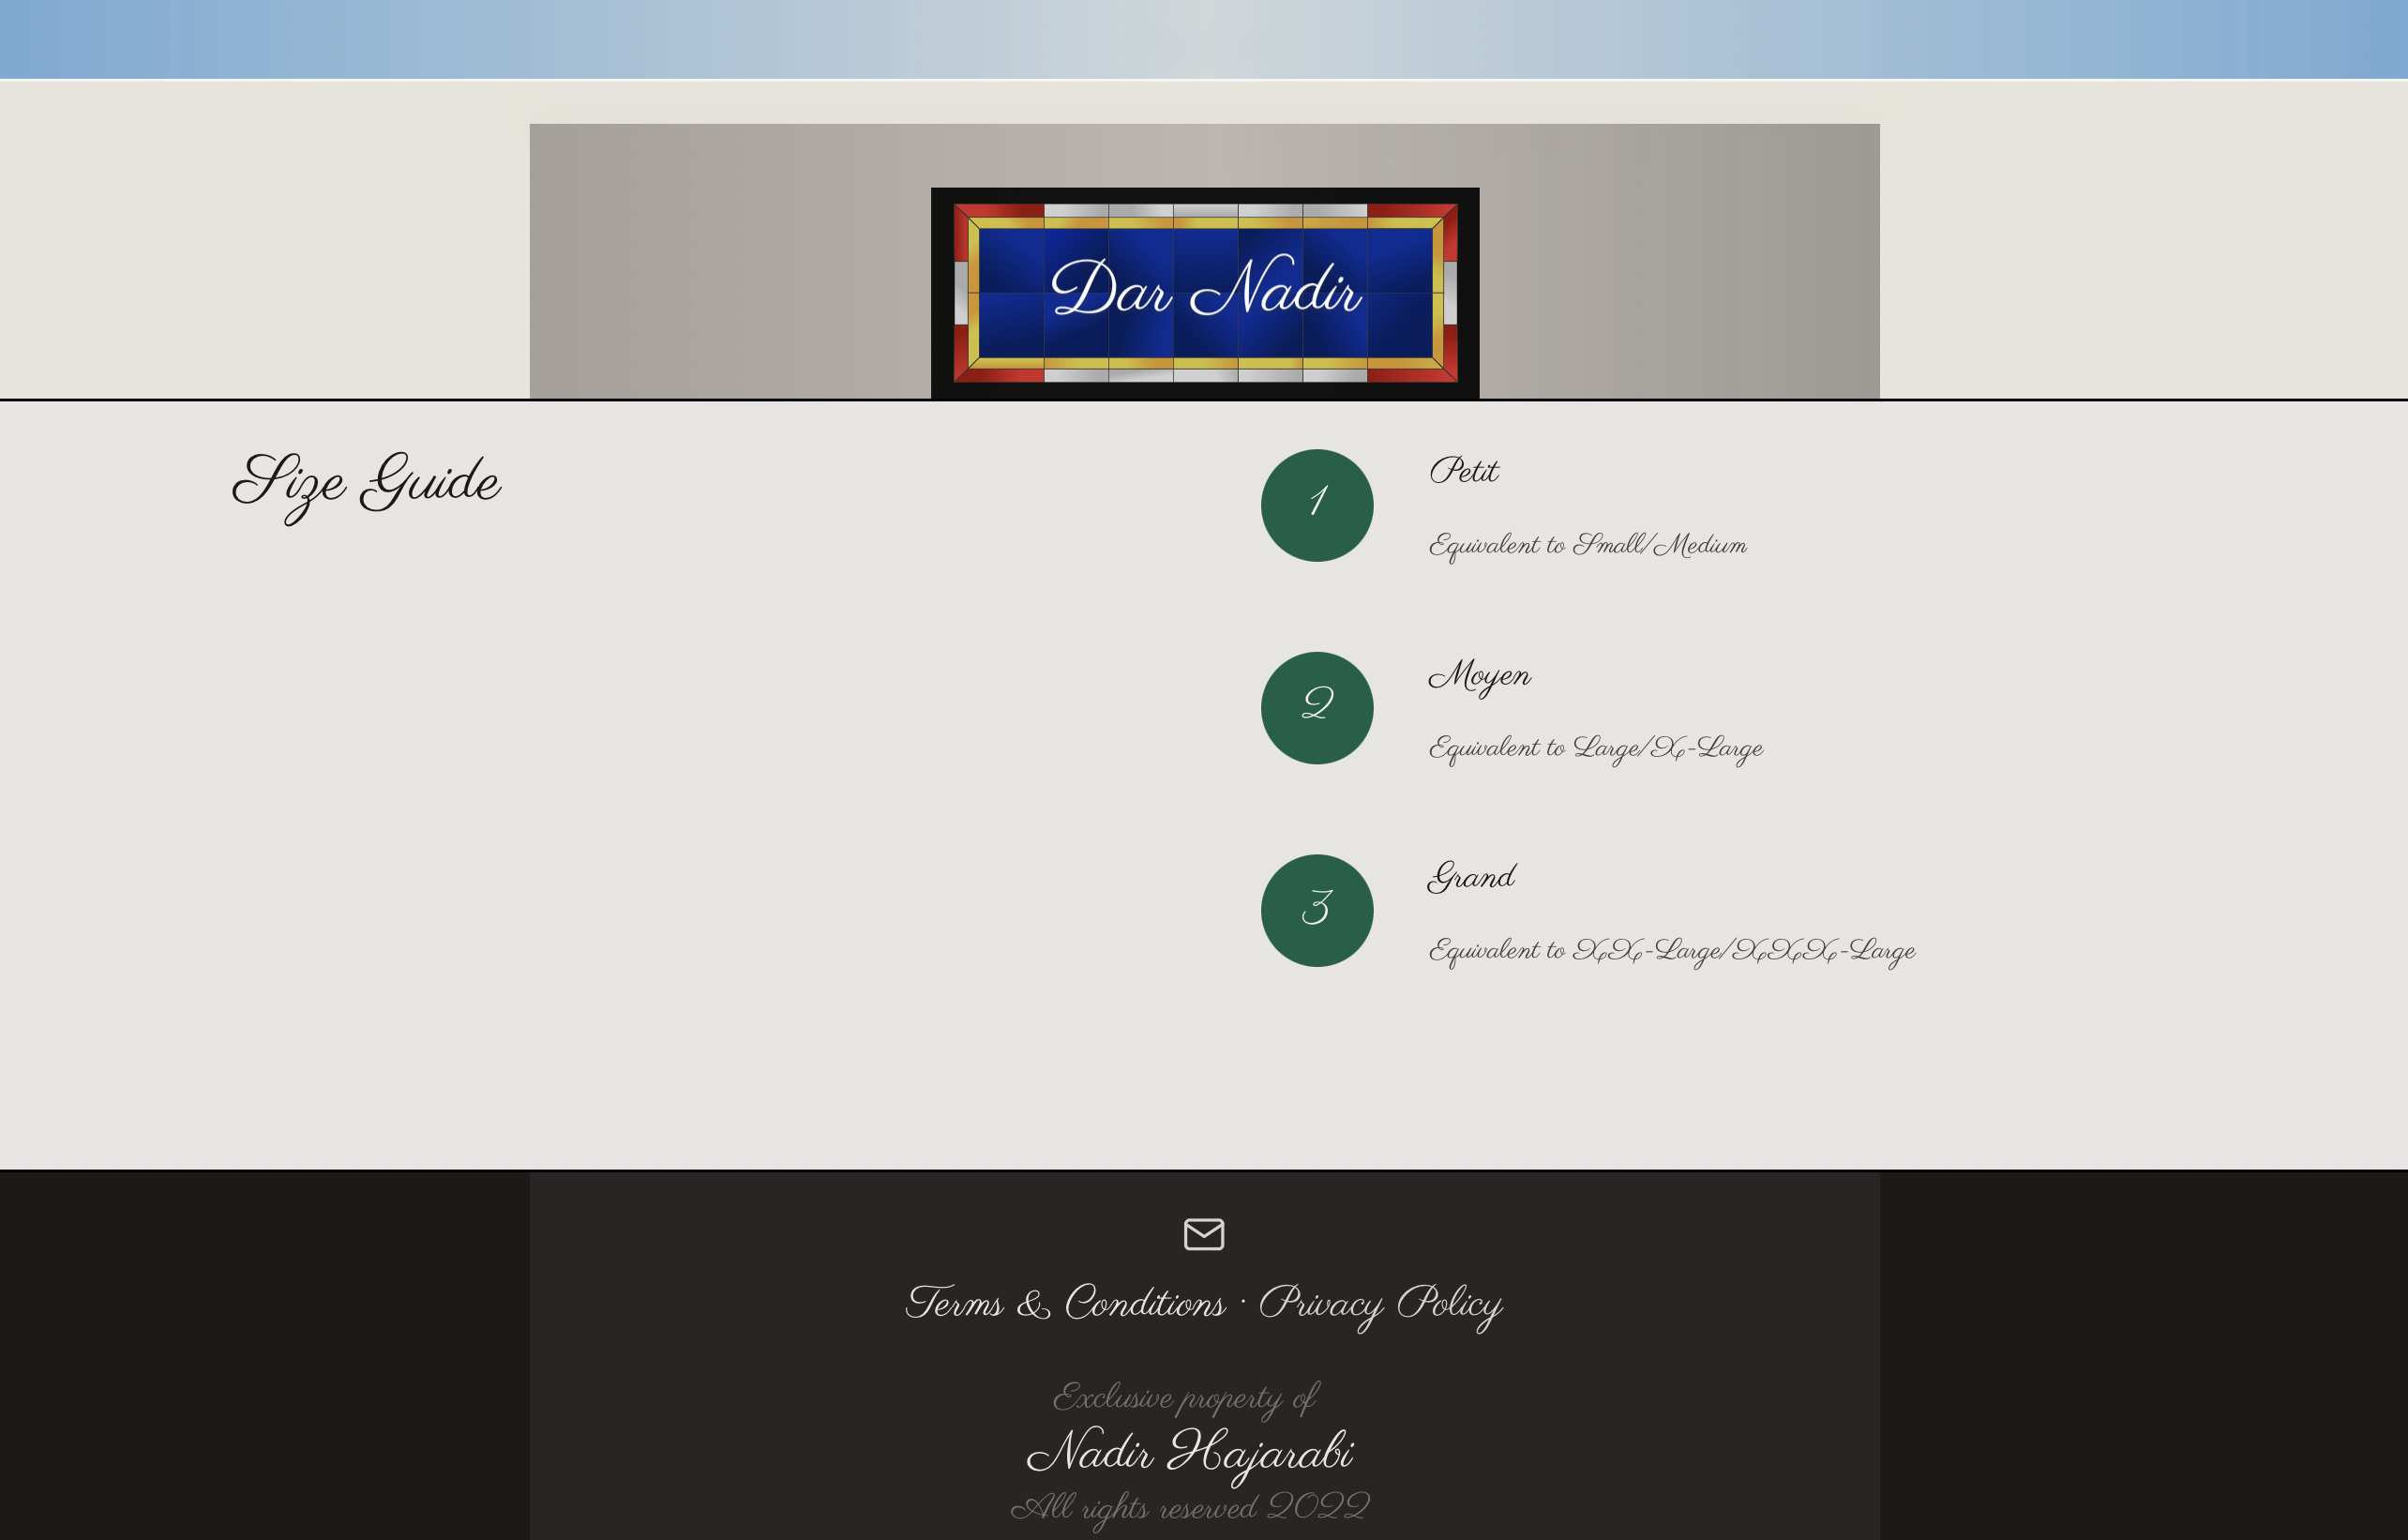 Dar Nadir
Size Guide
1
Petit
Equivalent to Small/Medium
2
Moyen
Equivalent to Large/X-Large
3
Grand
Equivalent to XX-Large/XXX-Large
Terms & Conditions · Privacy Policy
Exclusive property of
Nadir Hajarabi
All rights reserved 2022